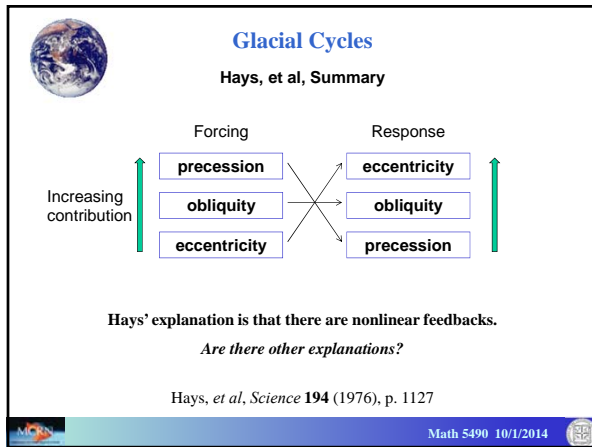 Glacial Cycles
Hays, et al, Summary
Forcing
Response
precession
eccentricity
Increasing
contribution
obliquity
obliquity
eccentricity
precession
Hays' explanation is that there are nonlinear feedbacks.
Are there other explanations?
Hays, et al, Science 194 (1976), p. 1127
MCRN
Math 5490 10/1/2014